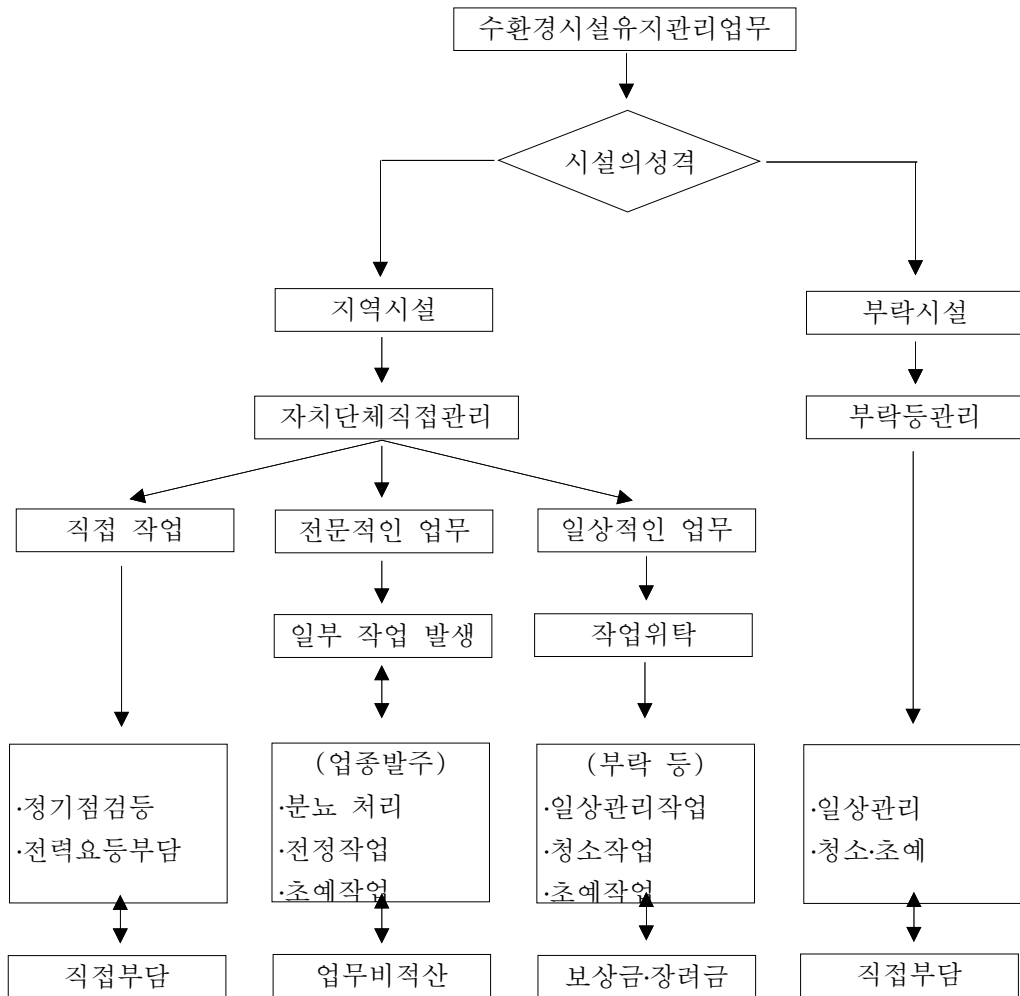 수환경시설유지관리업무
시설의성격
지역시설
부락시설
자치단체직접관리
부락등관리
직접 작업
전문적인 업무
일상적인 업무
일부 작업 발생
작업위탁
·정기점검등
·전력요등부담
(업종발주)
·분뇨 처리
·전정작업
·초예작업
(부락 등)
·일상관리작업
·청소작업
·초예작업
·일상관리
·청소·초예
직접부담
업무비적산
보상금·장려금
직접부담